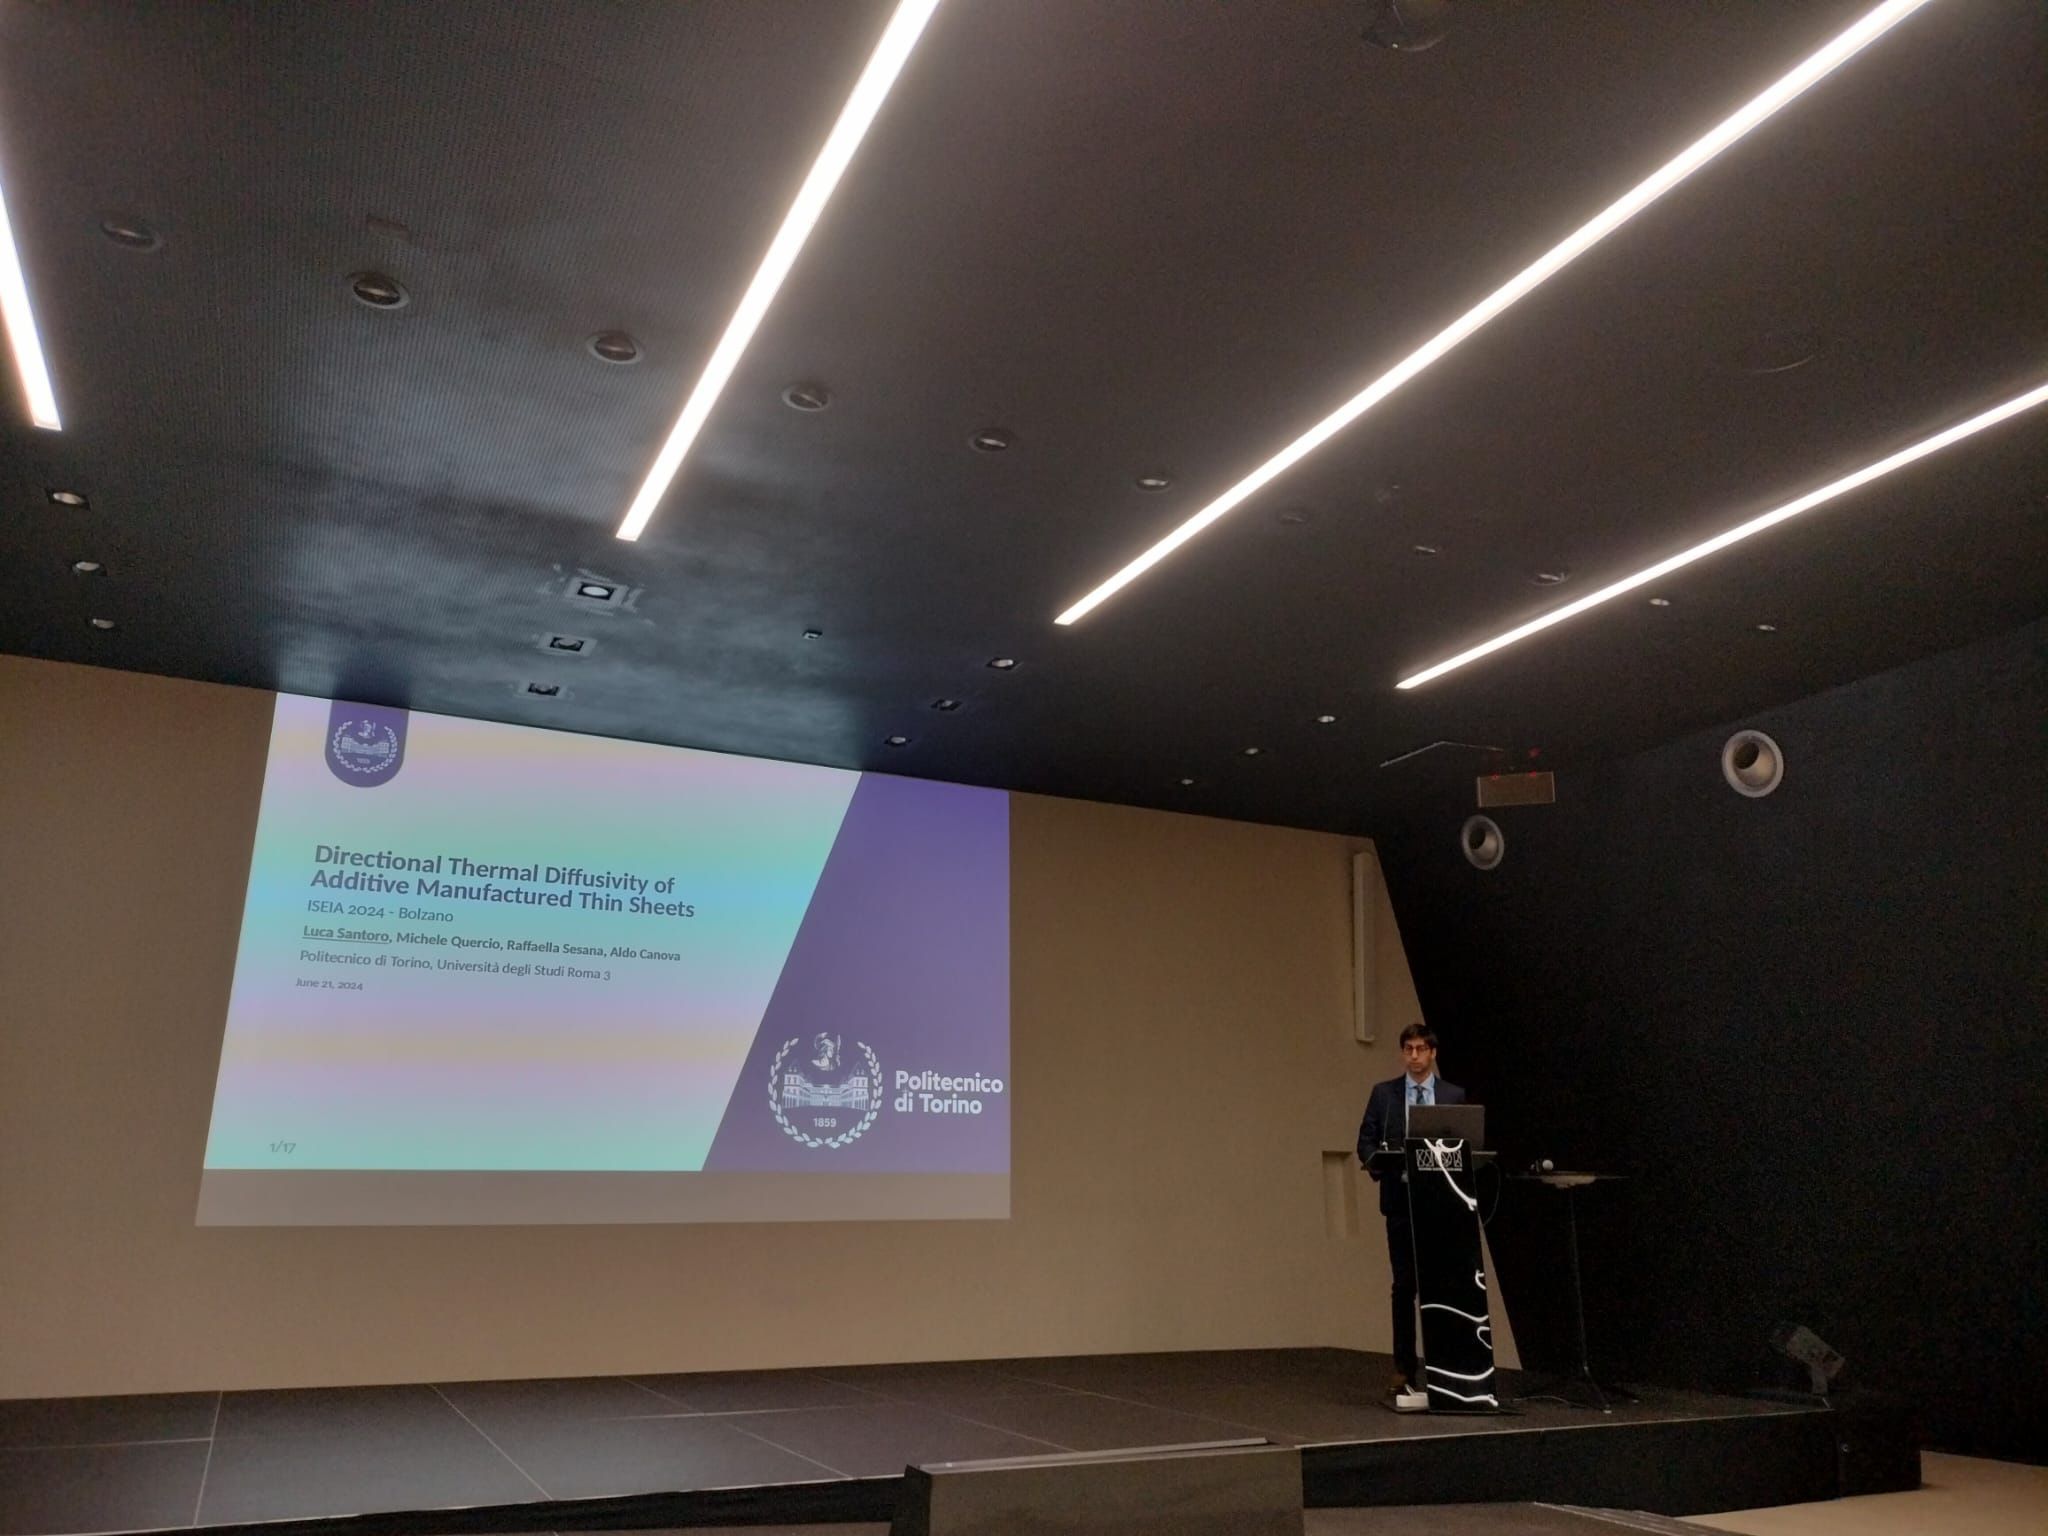 1859
Directional Thermal Diffusivity of
Additive Manufactured Thin Sheets
ISEIA 2024 - Bolzano
Luca Santoro, Michele Quercio, Raffaella Sesana, Aldo Canova
Politecnico di Torino, Università degli Studi Roma 3
June 21, 2024
1/17
1859
Politecnico
di Torino